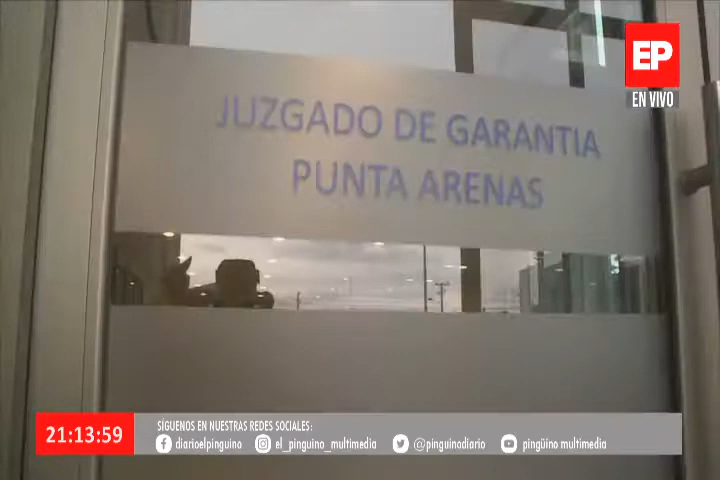 EP
EN VIVO
JUZGADO DE GARANTIA
PUNTA ARENAS
21:13:59
SÍGUENOS EN NUESTRAS REDES SOCIALES:
diarioelpinguino
el_pinguino_multimedia
@pinguinodiario
pingüino multimedia